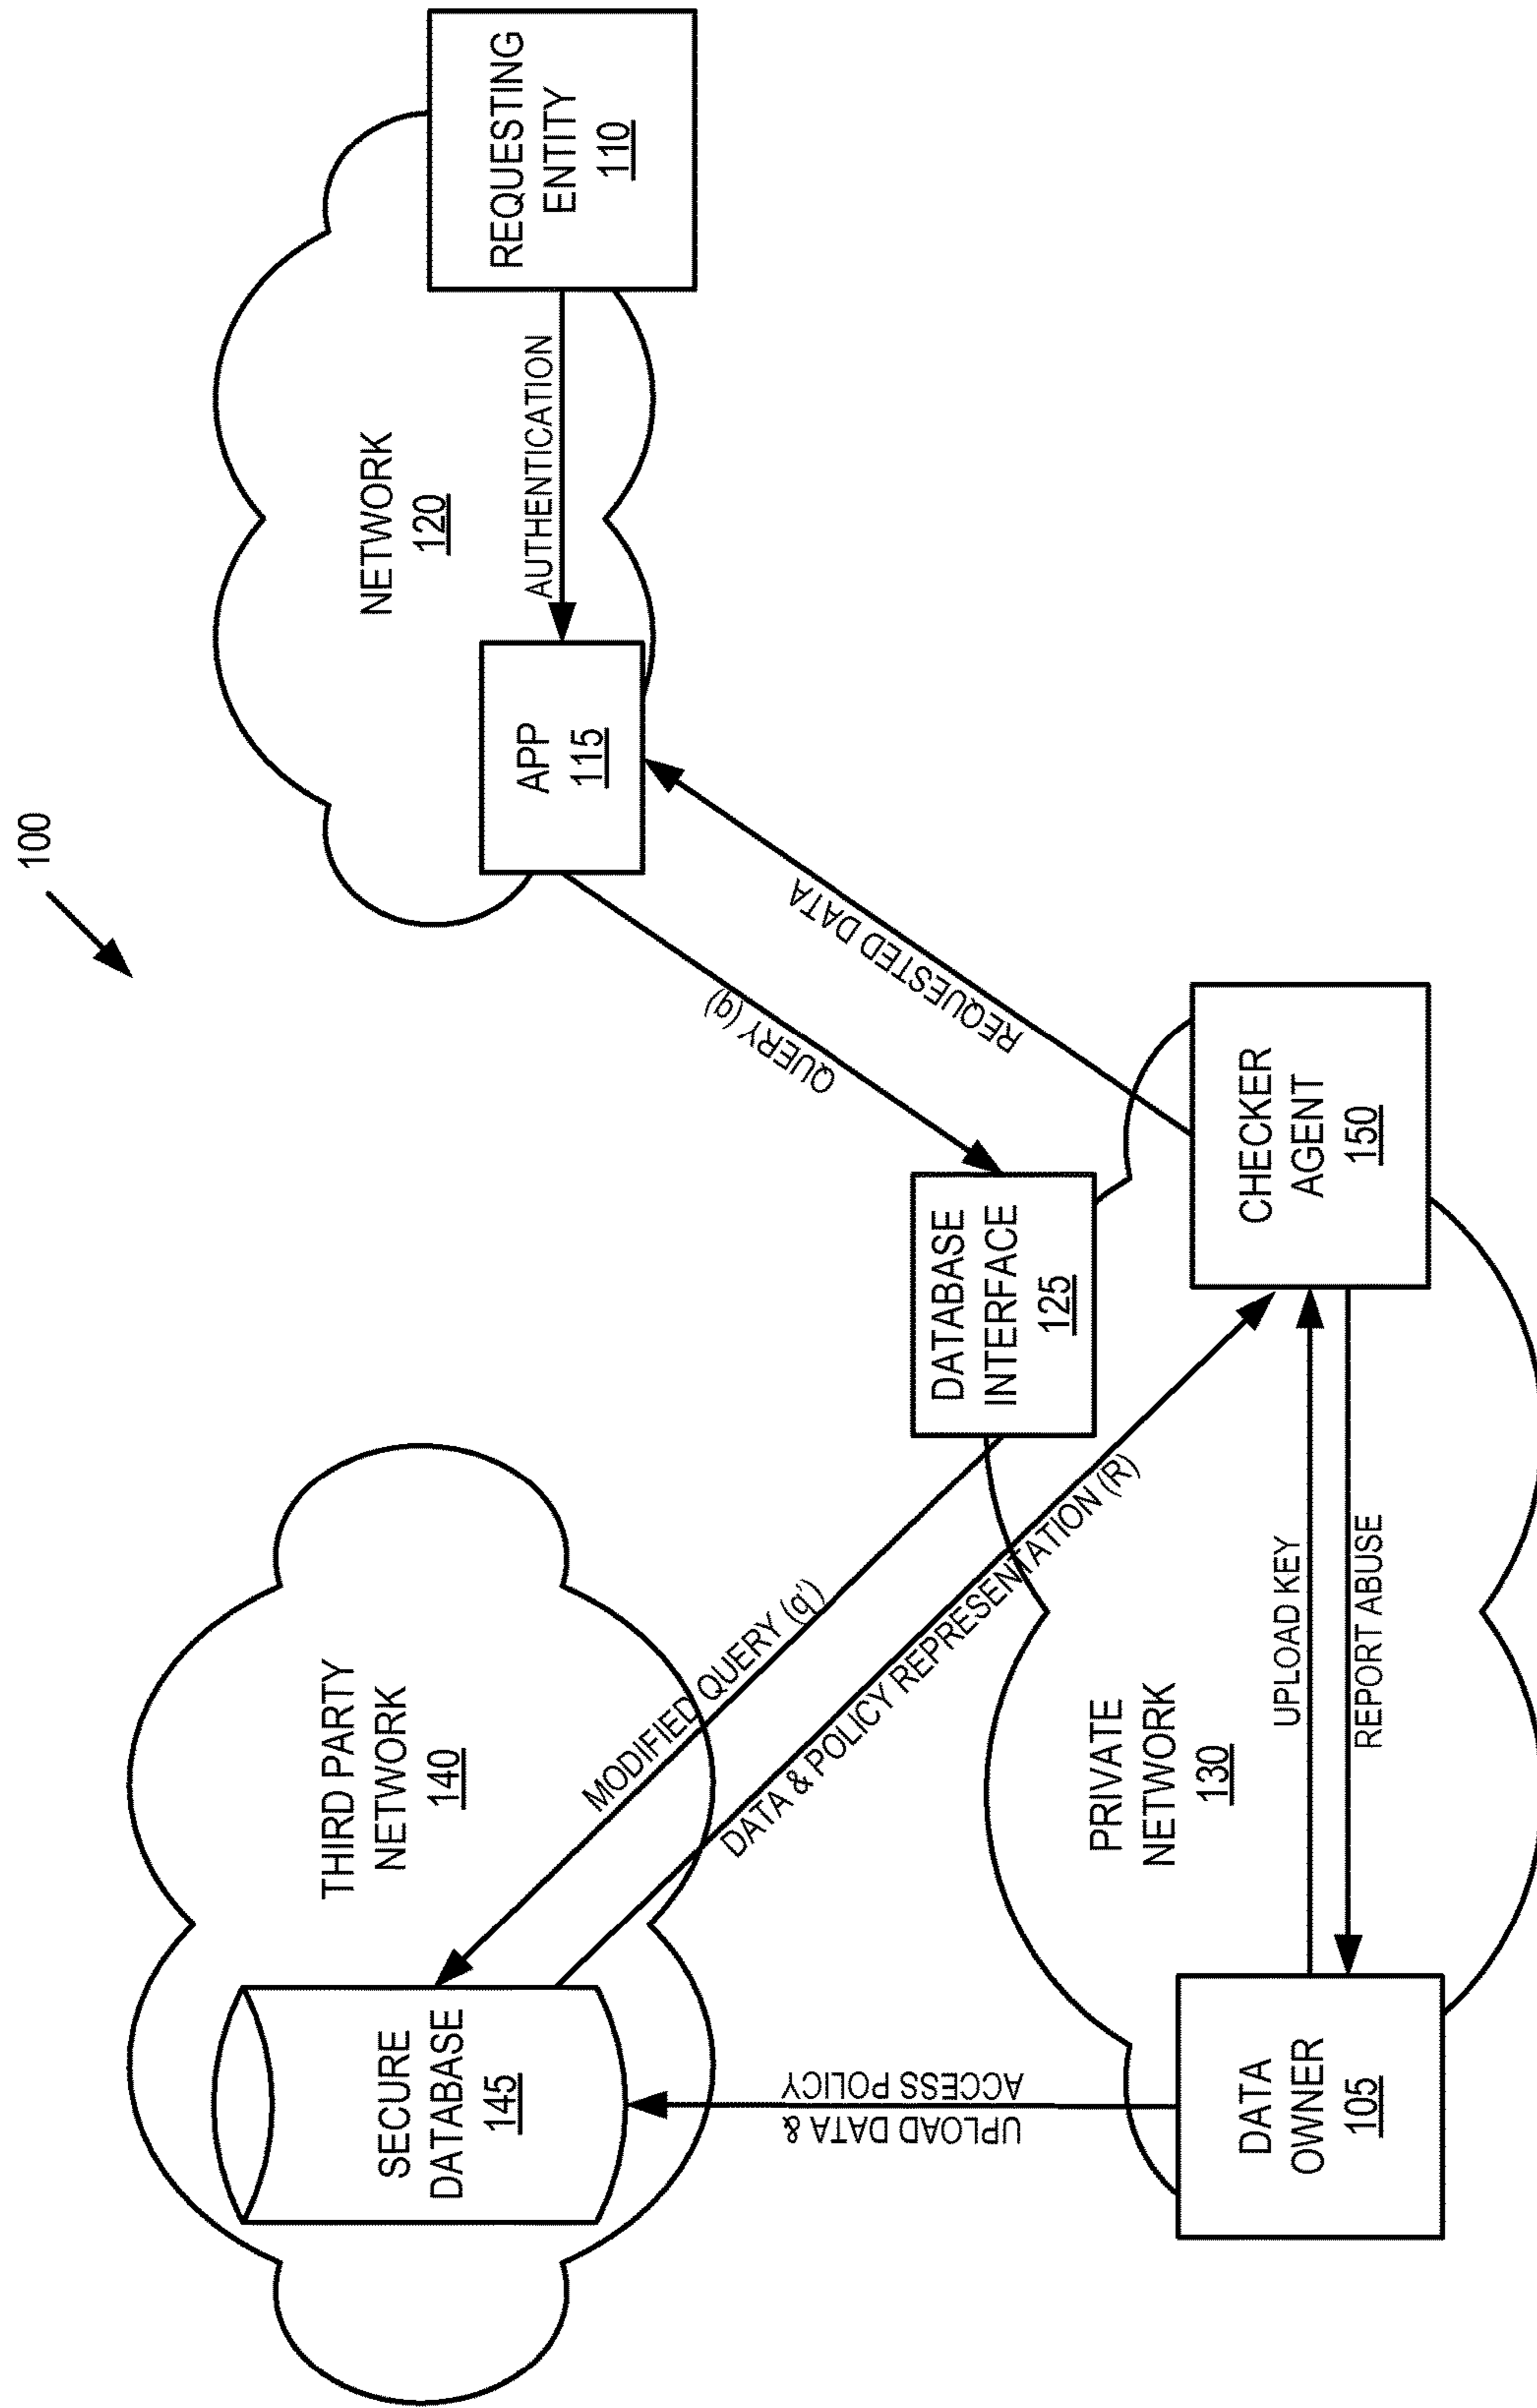 100
THIRD PARTY
NETWORK
140
SECURE
DATABASE
145
NETWORK
120
REQUESTING
ENTITY
110
AUTHENTICATION
APP
115
QUERY (q)
REQUESTED DATA
MODIFIED QUERY (q')
DATA & POLICY REPRESENTATION (R)
DATABASE
INTERFACE
125
UPLOAD DATA &
ACCESS POLICY
PRIVATE
NETWORK
130
CHECKER
AGENT
150
UPLOAD KEY
REPORT ABUSE
DATA
OWNER
105